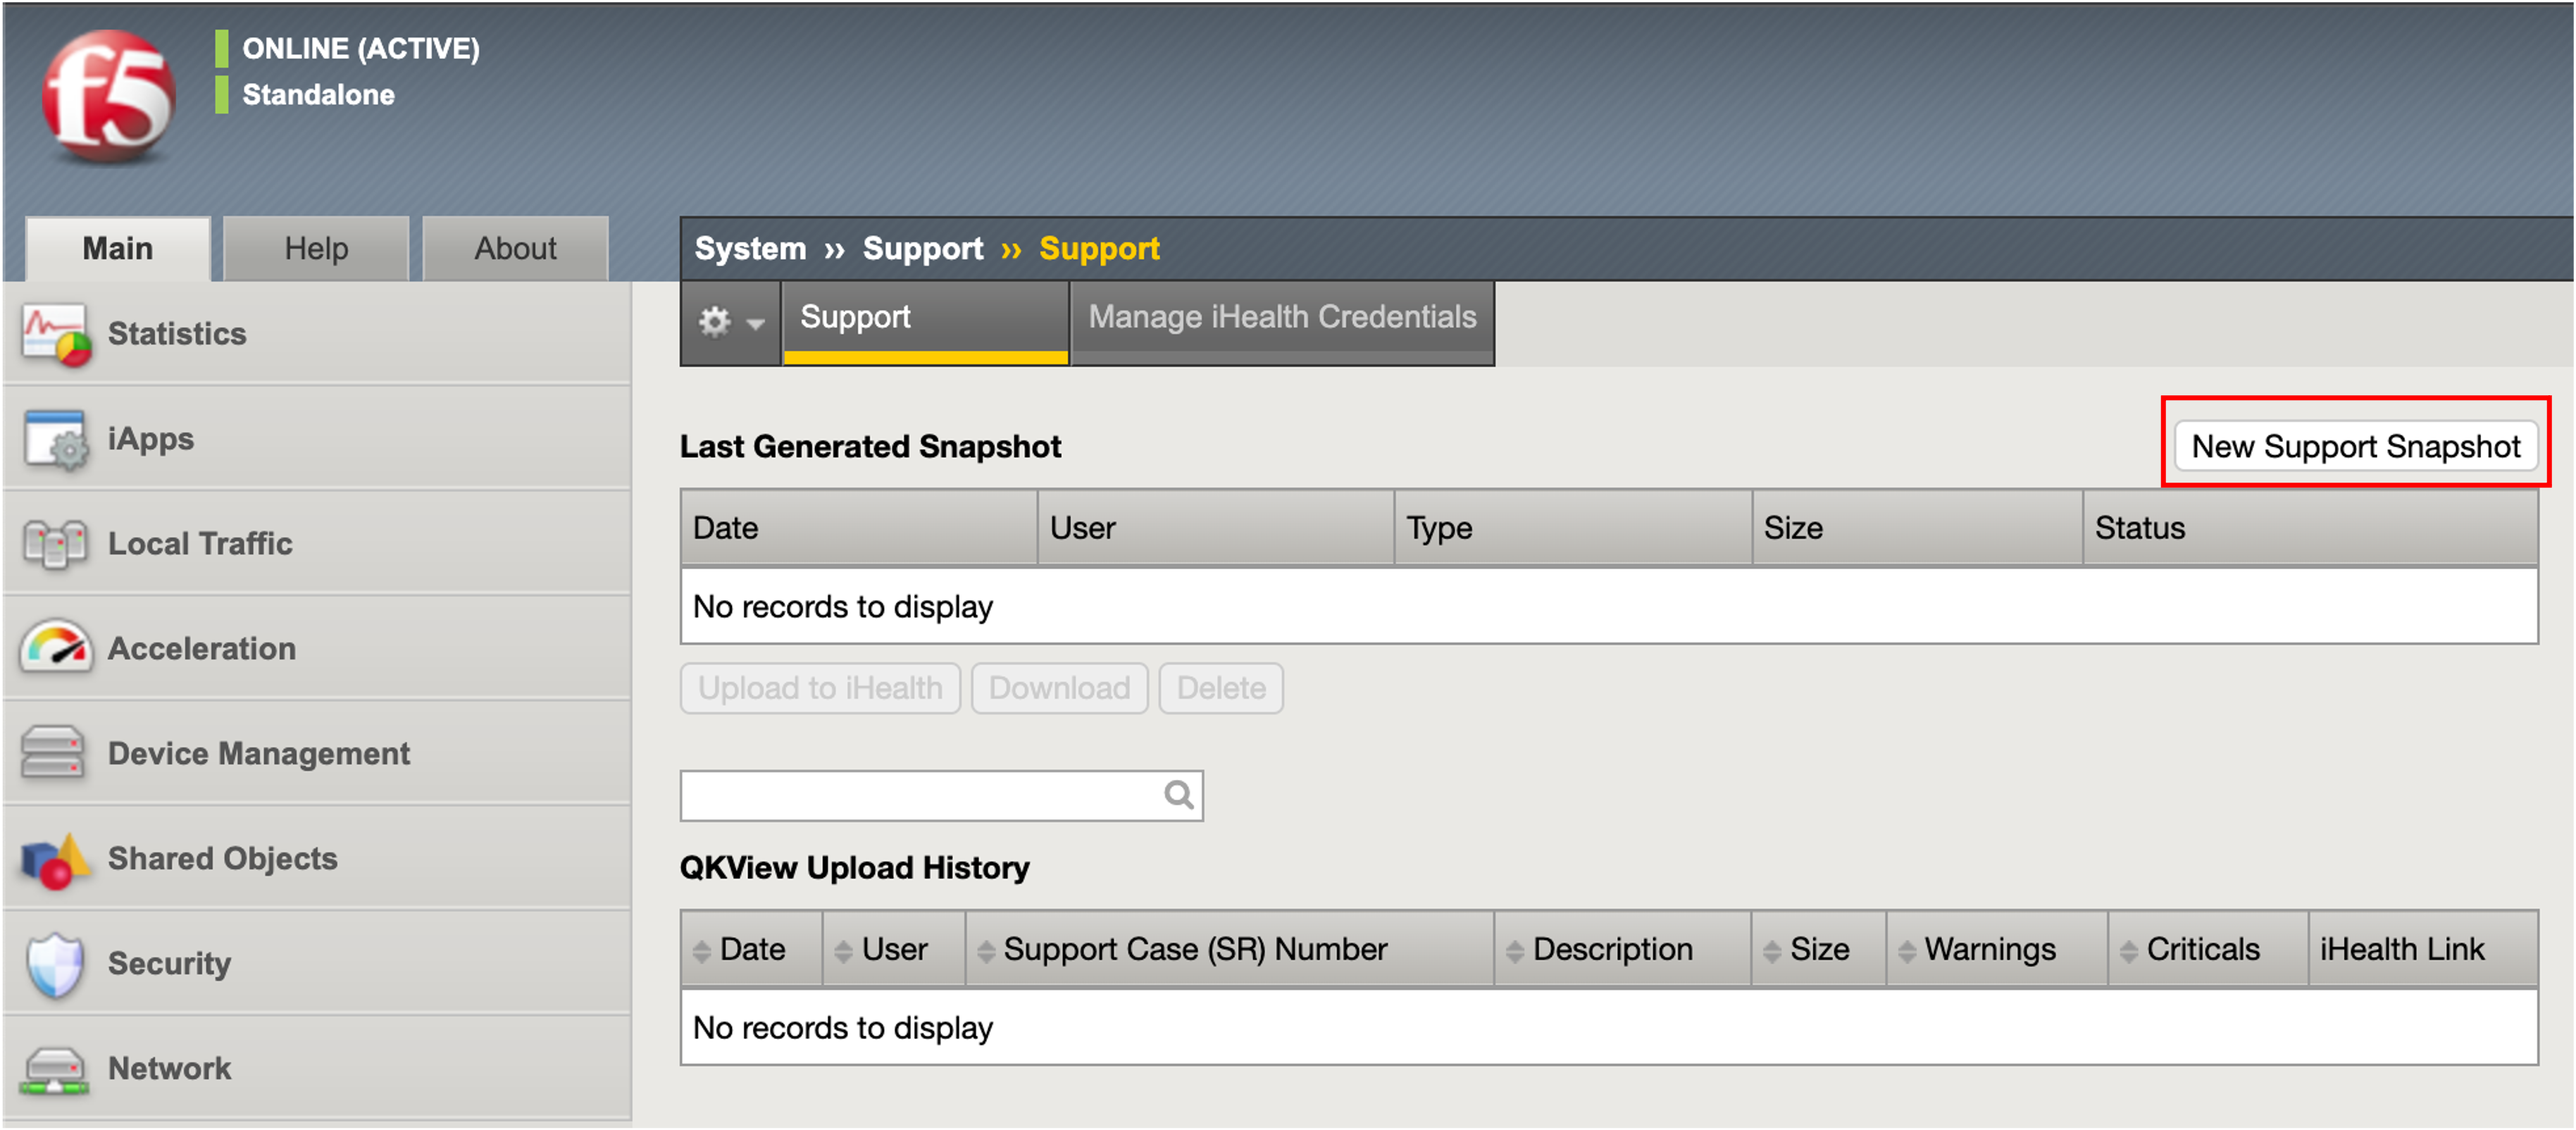 f5
ONLINE (ACTIVE)
Standalone
Main
Help
About
System ›› Support ›› Support
Support
Manage iHealth Credentials
Statistics
iApps
Local Traffic
Acceleration
Device Management
Shared Objects
Security
Network
Last Generated Snapshot
New Support Snapshot
Date User Type Size Status
No records to display
Upload to iHealth Download Delete
QKView Upload History
Date User Support Case (SR) Number Description Size Warnings Criticals iHealth Link
No records to display